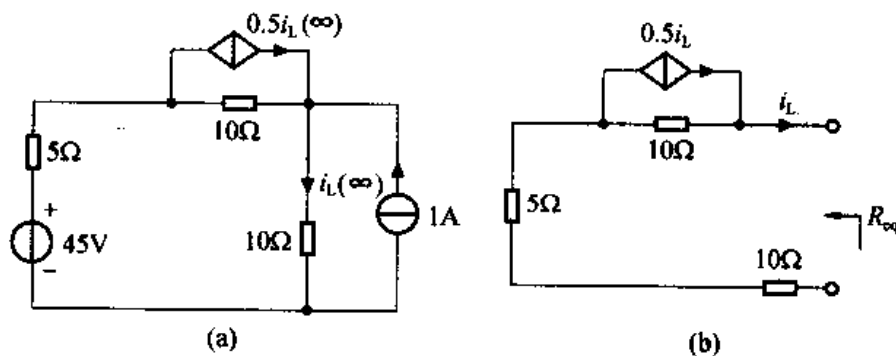 0.5i_L(∞)
10Ω
5Ω
+
45V
−
i_L(∞)
10Ω
1A
(a)
0.5i_L
i_L
10Ω
5Ω
R_eq
10Ω
(b)